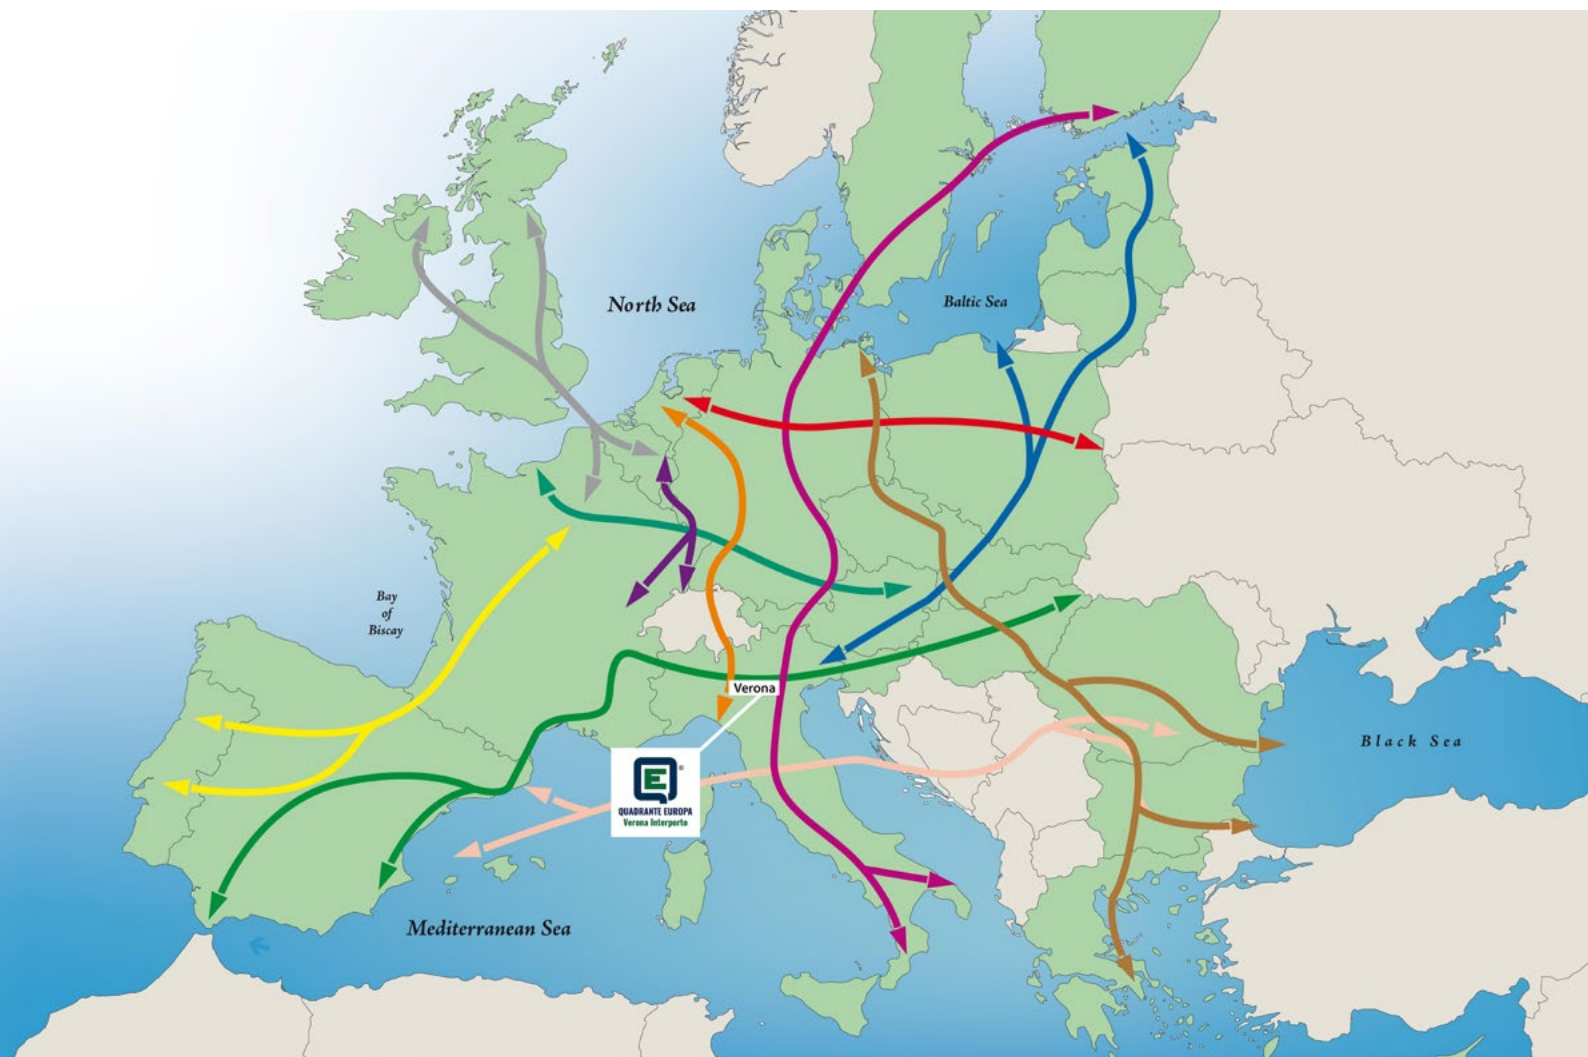 North Sea
Baltic Sea
Bay
of
Biscay
Verona
Black Sea
®
QUADRANTE EUROPA
Verona Interporto
Mediterranean Sea